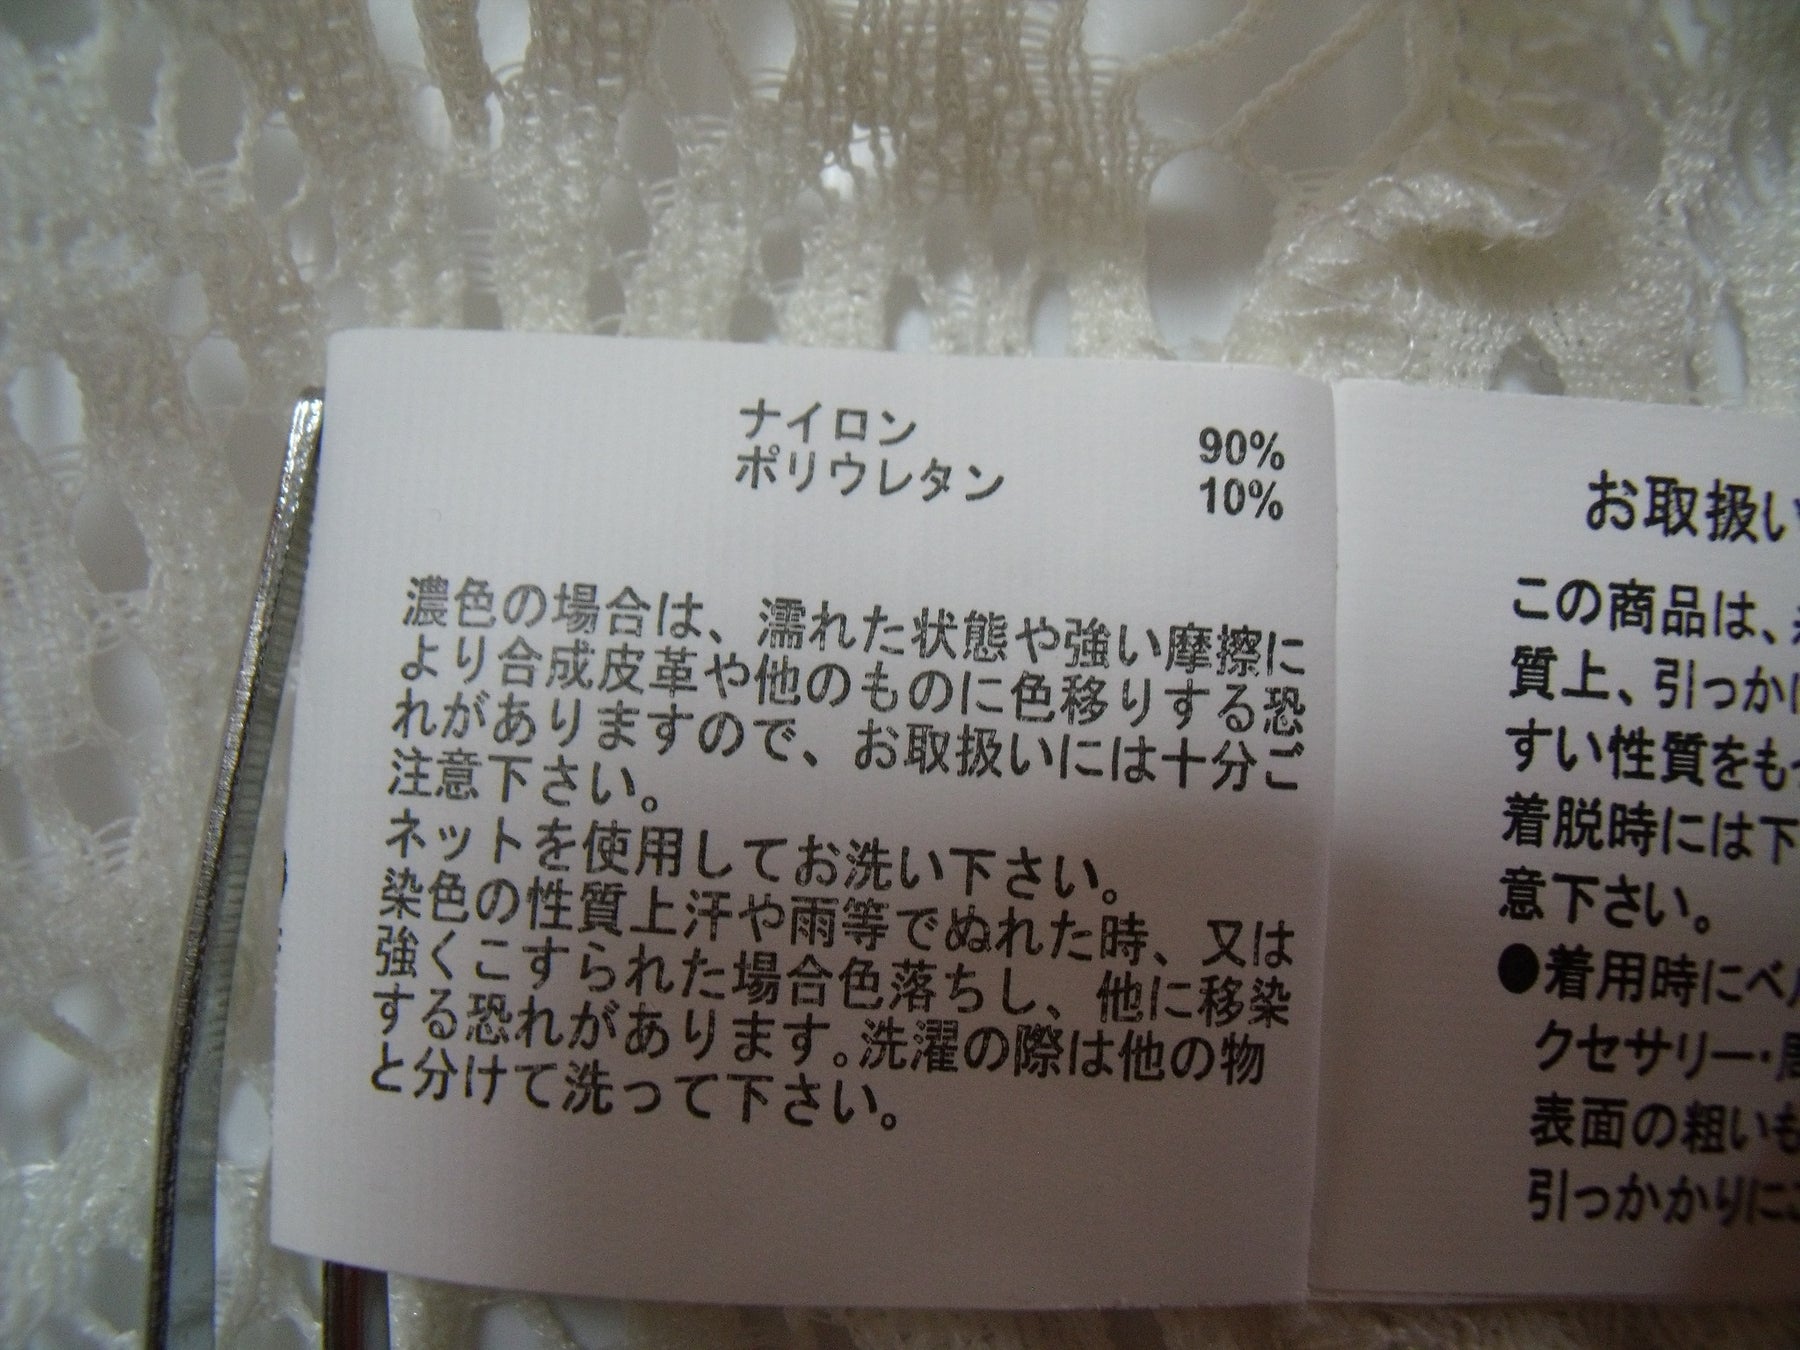 ナイロン 90%
ポリウレタン 10%
濃色の場合は、濡れた状態や強い摩擦に
より合成皮革や他のものに色移りする恐
れがありますので、お取扱いには十分ご
注意下さい。
ネットを使用してお洗い下さい。
染色の性質上汗や雨等でぬれた時、又は
強くこすられた場合色落ちし、他に移染
する恐れがあります。洗濯の際は他の物
と分けて洗って下さい。
お取扱い
この商品は、
質上、引っか
すい性質をも
着脱時には下
意下さい。
●着用時にベル
クセサリー・
表面の粗いも
引っかかりに